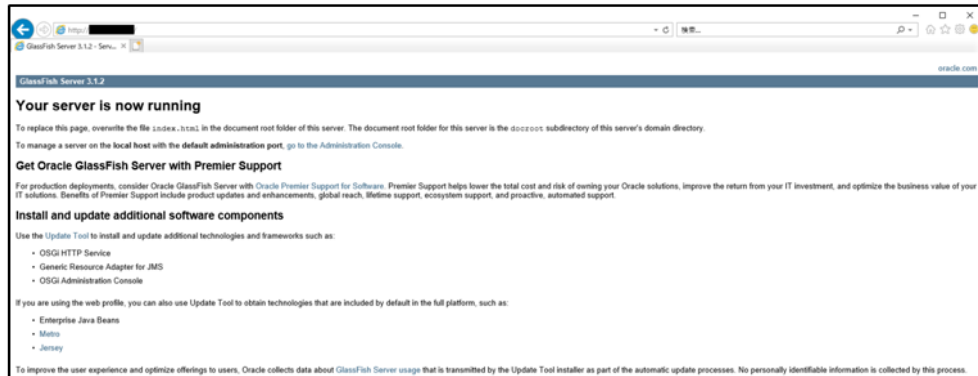 http://
検索...
GlassFish Server 3.1.2 - Serv...
oracle.com
GlassFish Server 3.1.2
Your server is now running
To replace this page, overwrite the file index.html in the document root folder of this server. The document root folder for this server is the docroot subdirectory of this server's domain directory.
To manage a server on the local host with the default administration port, go to the Administration Console.
Get Oracle GlassFish Server with Premier Support
For production deployments, consider Oracle GlassFish Server with Oracle Premier Support for Software. Premier Support helps lower the total cost and risk of owning your Oracle solutions, improve the return from your IT investment, and optimize the business value of your
IT solutions. Benefits of Premier Support include product updates and enhancements, global reach, lifetime support, ecosystem support, and proactive, automated support.
Install and update additional software components
Use the Update Tool to install and update additional technologies and frameworks such as:
• OSGi HTTP Service
• Generic Resource Adapter for JMS
• OSGi Administration Console
If you are using the web profile, you can also use Update Tool to obtain technologies that are included by default in the full platform, such as:
• Enterprise Java Beans
• Metro
• Jersey
To improve the user experience and optimize offerings to users, Oracle collects data about GlassFish Server usage that is transmitted by the Update Tool installer as part of the automatic update processes. No personally identifiable information is collected by this process.